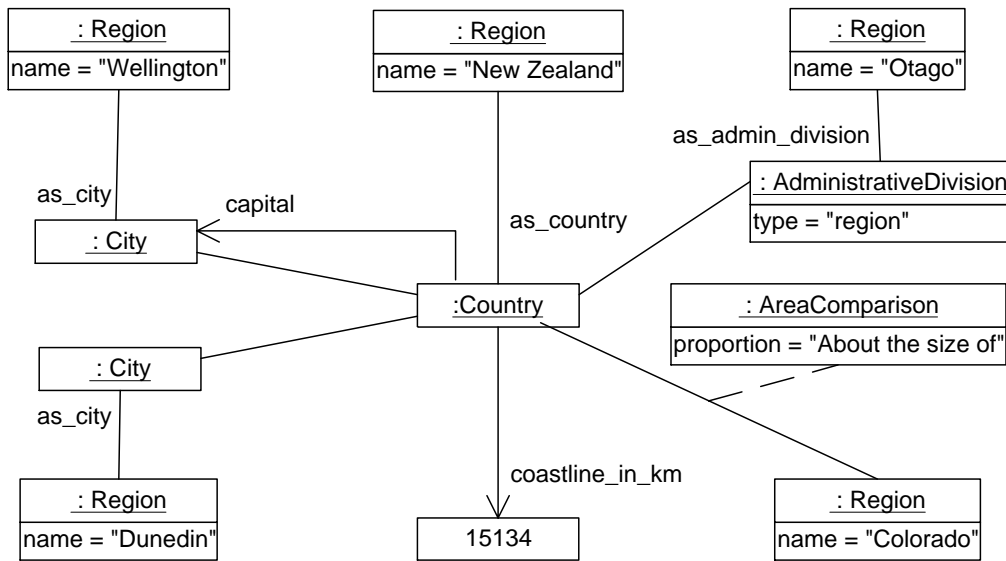 : Region
name = "Wellington"
: Region
name = "New Zealand"
: Region
name = "Otago"
as_admin_division
: AdministrativeDivision
type = "region"
as_city
capital
as_country
: City
:Country
: AreaComparison
proportion = "About the size of"
: City
as_city
coastline_in_km
: Region
name = "Dunedin"
15134
: Region
name = "Colorado"